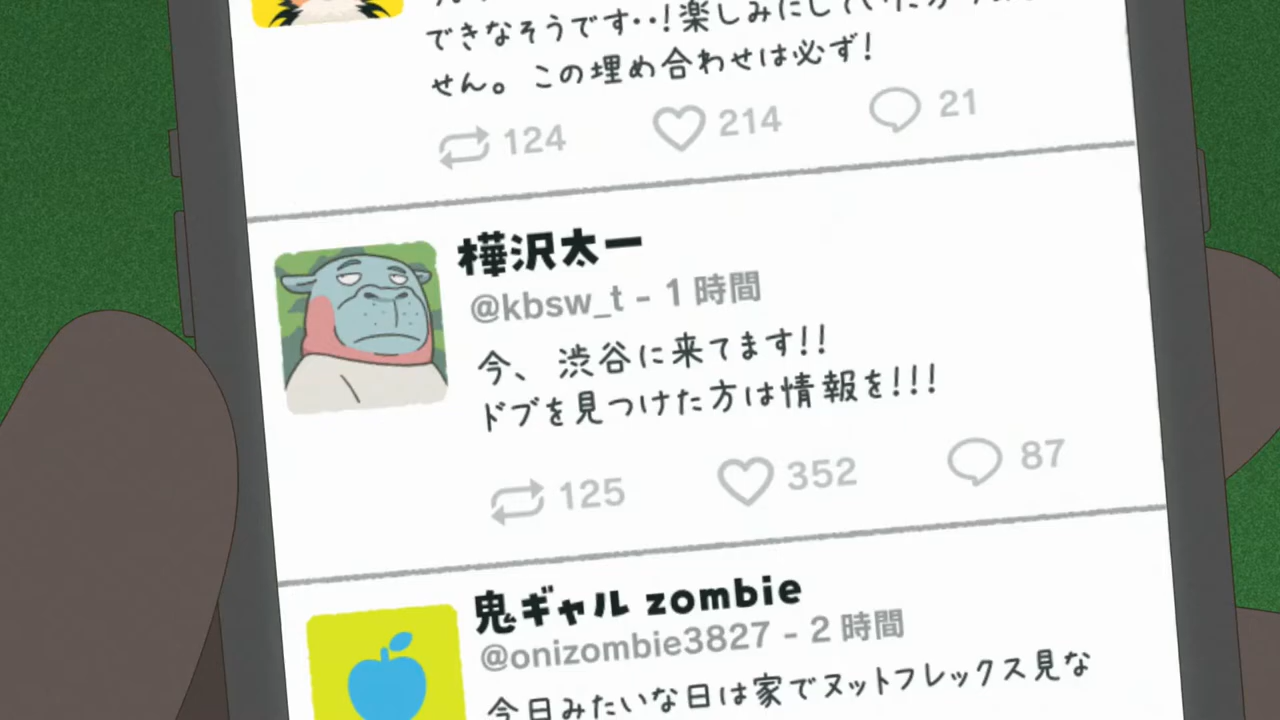 できなそうです‥!楽しみにしていた
せん。この埋め合わせは必ず!
124 214 21
樺沢太一
@kbsw_t - 1 時間
今、渋谷に来てます!!
ドブを見つけた方は情報を!!!
125 352 87
鬼ギャル zombie
@onizombie3827 - 2 時間
今日みたいな日は家でヌットフレックス見な